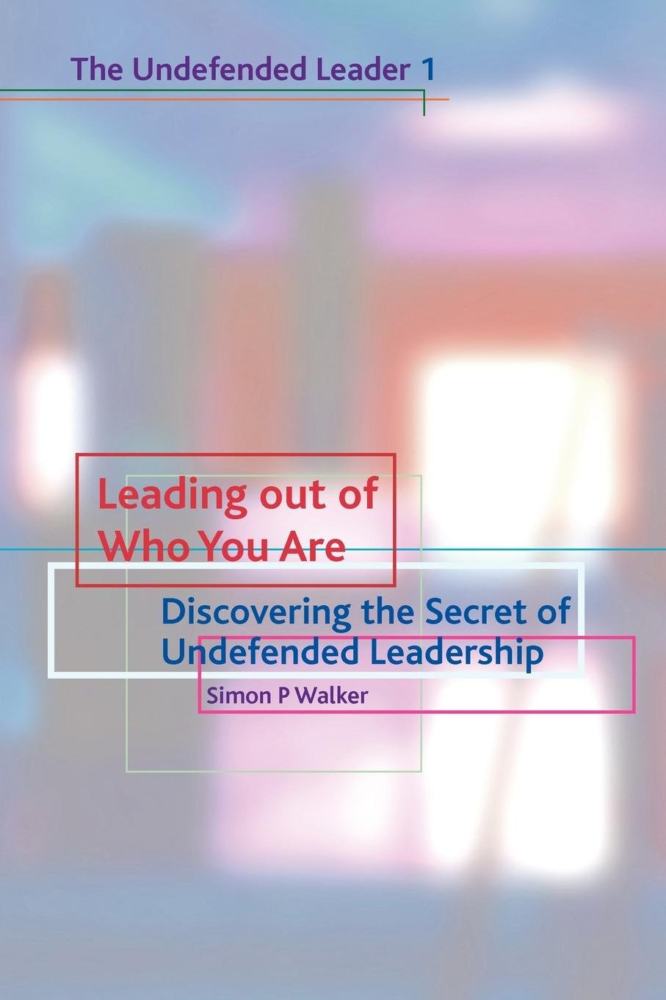 The Undefended Leader 1
Leading out of
Who You Are
Discovering the Secret of
Undefended Leadership
Simon P Walker